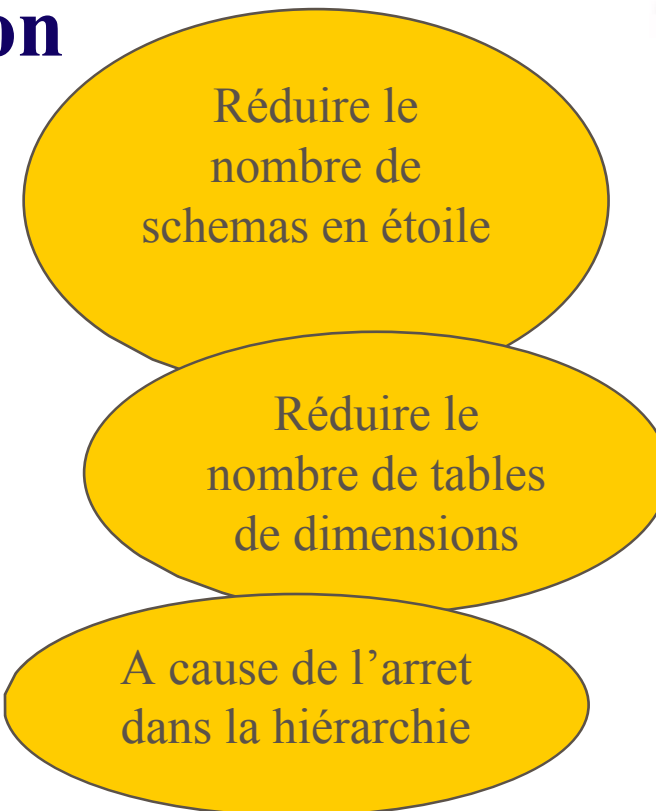 on
Réduire le
nombre de
schemas en étoile
Réduire le
nombre de tables
de dimensions
A cause de l’arret
dans la hiérarchie